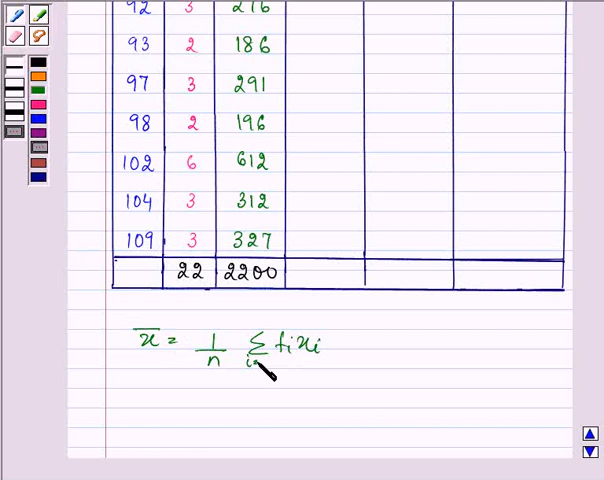 92 3 276
93 2 186
97 3 291
98 2 196
102 6 612
104 3 312
109 3 327
22 2200
x̄ = 1/n Σ fixi
i=